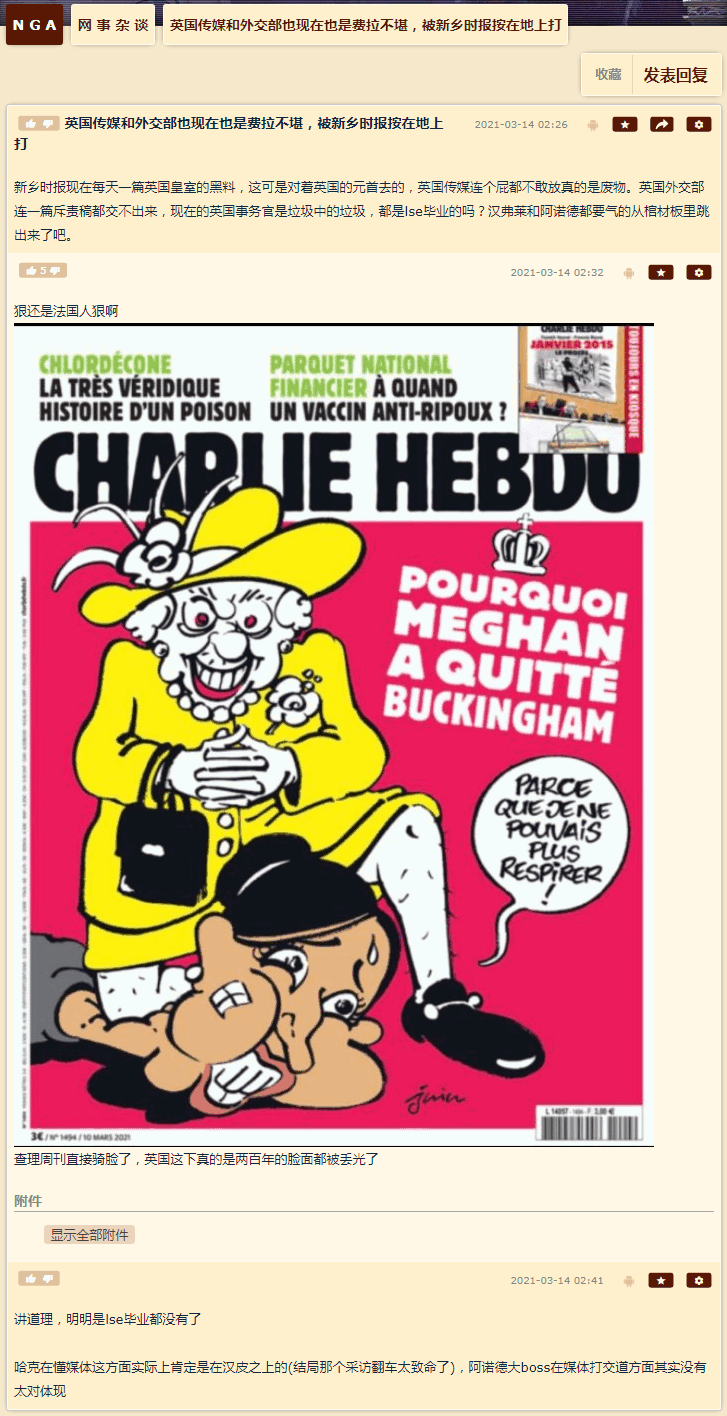 NGA
网事杂谈
英国传媒和外交部也现在也是费拉不堪，被新乡时报按在地上打
收藏
发表回复
英国传媒和外交部也现在也是费拉不堪，被新乡时报按在地上
打
2021-03-14 02:26
新乡时报现在每天一篇英国皇室的黑料，这可是对着英国的元首去的，英国传媒连个屁都不敢放真的是废物。英国外交部
连一篇斥责稿都交不出来，现在的英国事务官是垃圾中的垃圾，都是lse毕业的吗？汉弗莱和阿诺德都要气的从棺材板里跳
出来了吧。
5
2021-03-14 02:32
狠还是法国人狠啊
CHLORDÉCONE
LA TRÈS VÉRIDIQUE
HISTOIRE D'UN POISON
PARQUET NATIONAL
FINANCIER À QUAND
UN VACCIN ANTI-RIPOUX ?
CHARLIE HEBDO
JANVIER 2015
LE PROCÈS
TOUJOURS EN KIOSQUE
CHARLIE HEBDO
POURQUOI
MEGHAN
A QUITTÉ
BUCKINGHAM
PARCE
QUE JE NE
POUVAIS
PLUS
RESPIRER
!
juin
3€ / N° 1494 / 10 MARS 2021
L 14057 - 1494 - F: 3,00 €
查理周刊直接骑脸了，英国这下真的是两百年的脸面都被丢光了
附件
显示全部附件
2021-03-14 02:41
讲道理，明明是lse毕业都没有了
哈克在懂媒体这方面实际上肯定是在汉皮之上的(结局那个采访翻车太致命了)，阿诺德大boss在媒体打交道方面其实没有
太对体现